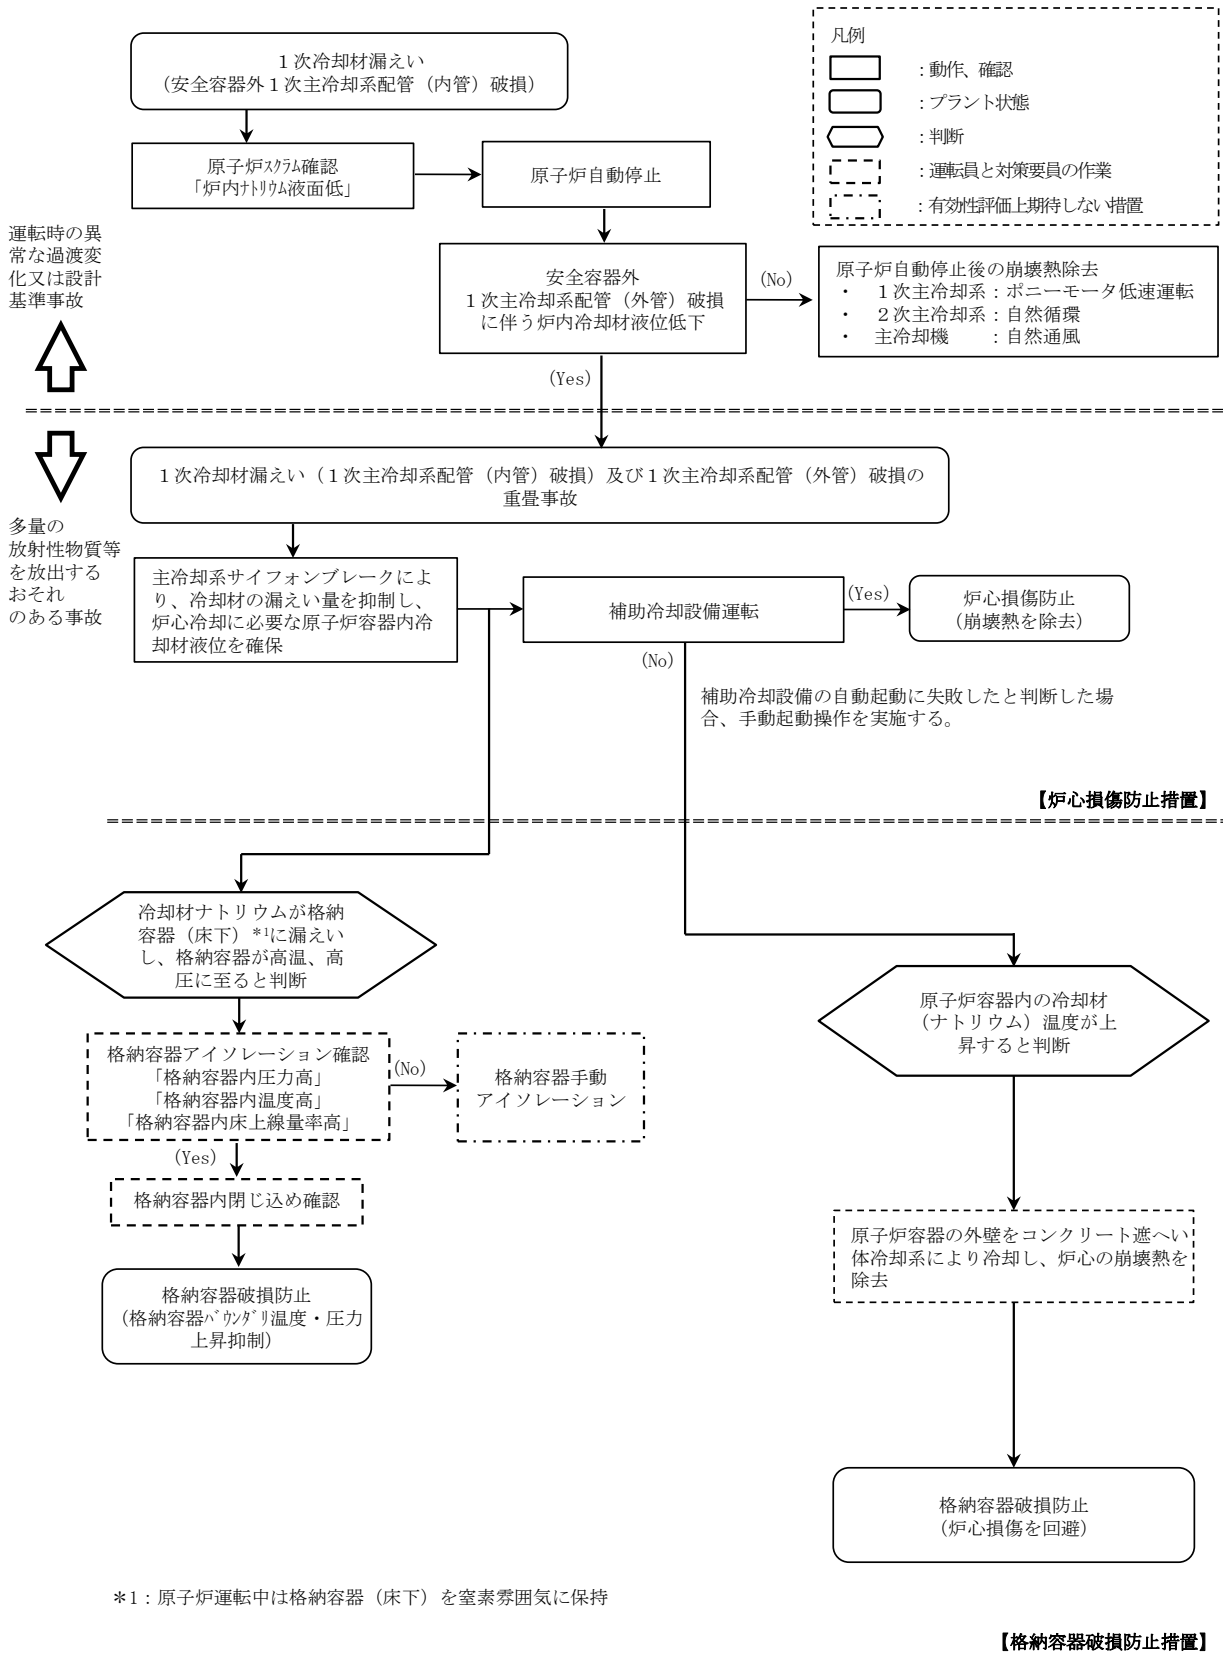 １次冷却材漏えい
（安全容器外１次主冷却系配管（内管）破損）
凡例
：動作、確認
：プラント状態
：判断
：運転員と対策要員の作業
：有効性評価上期待しない措置
原子炉ｽｸﾗﾑ確認
「炉内ﾅﾄﾘｳﾑ液面低」
原子炉自動停止
運転時の異
常な過渡変
化又は設計
基準事故
安全容器外
１次主冷却系配管（外管）破損
に伴う炉内冷却材液位低下
(No)
原子炉自動停止後の崩壊熱除去
・ １次主冷却系：ポニーモータ低速運転
・ ２次主冷却系：自然循環
・ 主冷却機 ：自然通風
(Yes)
１次冷却材漏えい（１次主冷却系配管（内管）破損）及び１次主冷却系配管（外管）破損の
重畳事故
多量の
放射性物質等
を放出する
おそれ
のある事故
主冷却系サイフォンブレークによ
り、冷却材の漏えい量を抑制し、
炉心冷却に必要な原子炉容器内冷
却材液位を確保
補助冷却設備運転
(Yes)
炉心損傷防止
（崩壊熱を除去）
(No)
補助冷却設備の自動起動に失敗したと判断した場
合、手動起動操作を実施する。
【炉心損傷防止措置】
冷却材ナトリウムが格納
容器（床下）*1に漏えい
し、格納容器が高温、高
圧に至ると判断
原子炉容器内の冷却材
（ナトリウム）温度が上
昇すると判断
格納容器アイソレーション確認
「格納容器内圧力高」
「格納容器内温度高」
「格納容器内床上線量率高」
(No)
格納容器手動
アイソレーション
(Yes)
格納容器内閉じ込め確認
原子炉容器の外壁をコンクリート遮へい
体冷却系により冷却し、炉心の崩壊熱を
除去
格納容器破損防止
（格納容器ﾊﾞｳﾝﾀﾞﾘ温度・圧力
上昇抑制）
格納容器破損防止
（炉心損傷を回避）
＊1：原子炉運転中は格納容器（床下）を窒素雰囲気に保持
【格納容器破損防止措置】